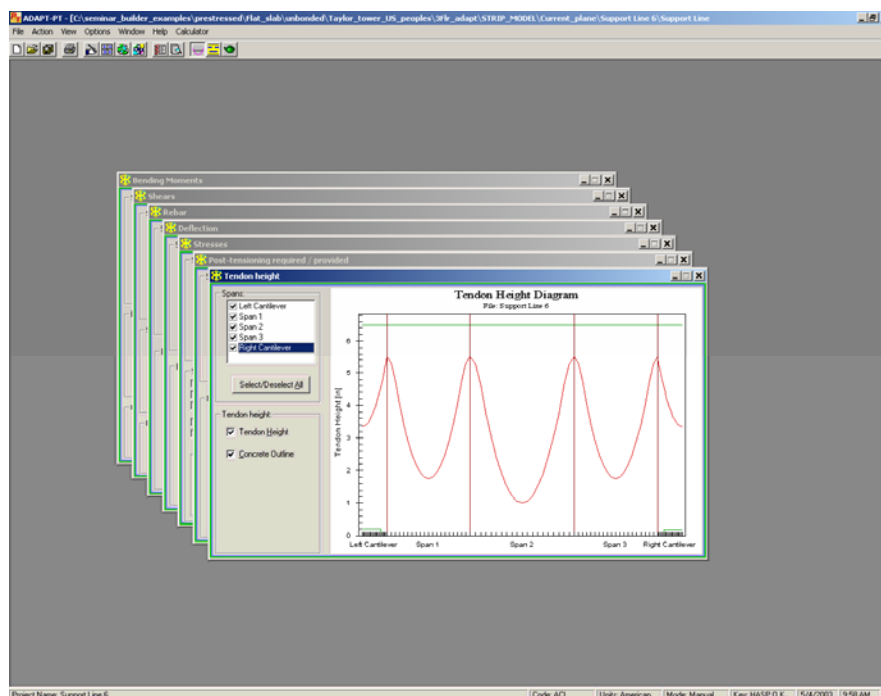 ADAPT-PT - [C:\seminar_builder_examples\prestressed\Flat_slab\unbonded\Taylor_tower_US_peoples\3Flr_adapt\STRIP_MODEL\Current_plane\Support Line 6\Support Line
File Action View Options Window Help Calculator
Bending Moments
Shears
Rebar
Deflection
Stresses
Post-tensioning required / provided
Tendon height
Spans:
Left Cantilever
Span 1
Span 2
Span 3
Right Cantilever
Select/Deselect All
Tendon height:
Tendon Height
Concrete Outline
Tendon Height Diagram
File: Support Line 6
Tendon Height [in]
6
5
4
3
2
1
0
Left Cantilever Span 1 Span 2 Span 3 Right Cantilever
Project Name: Support Line 6 Code: ACI Units: American Mode: Manual Key: HASP O.K. 5/4/2003 9:58 AM